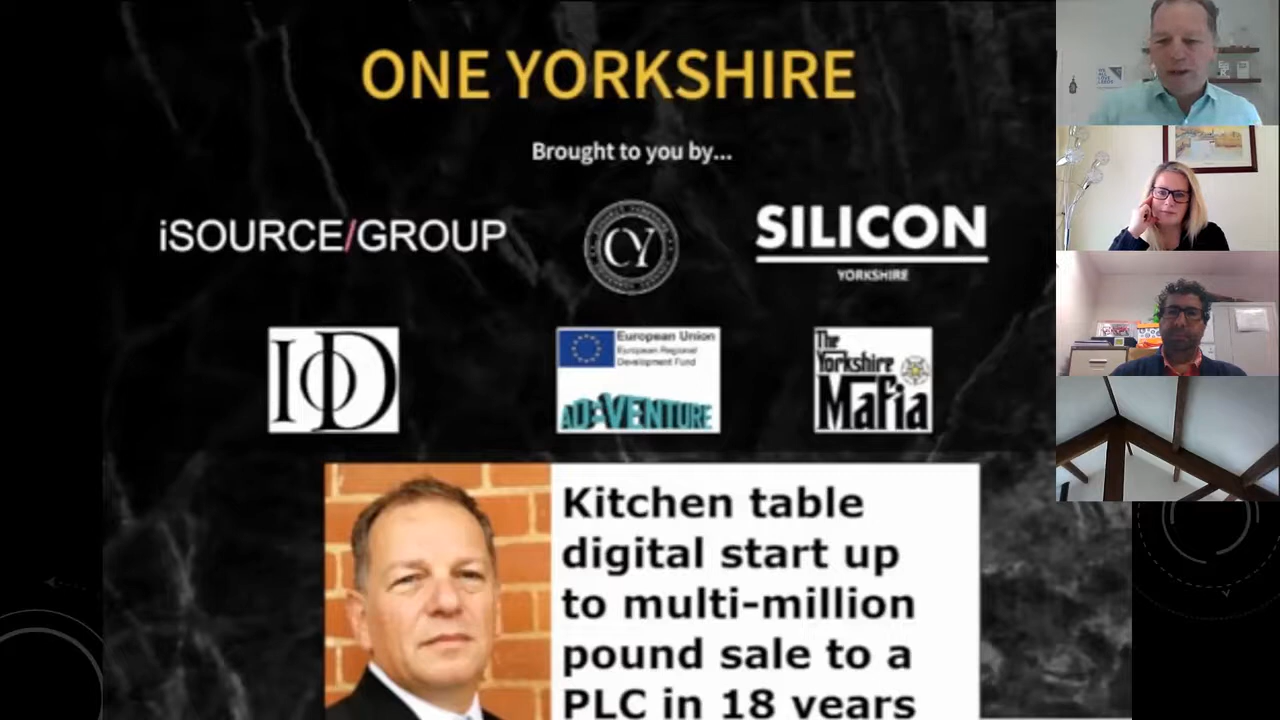 ONE YORKSHIRE
Brought to you by...
iSOURCE/GROUP
CY
SILICON
YORKSHIRE
IoD
European Union
European Regional
Development Fund
AD:VENTURE
The
Yorkshire
Mafia
Kitchen table
digital start up
to multi-million
pound sale to a
PLC in 18 years